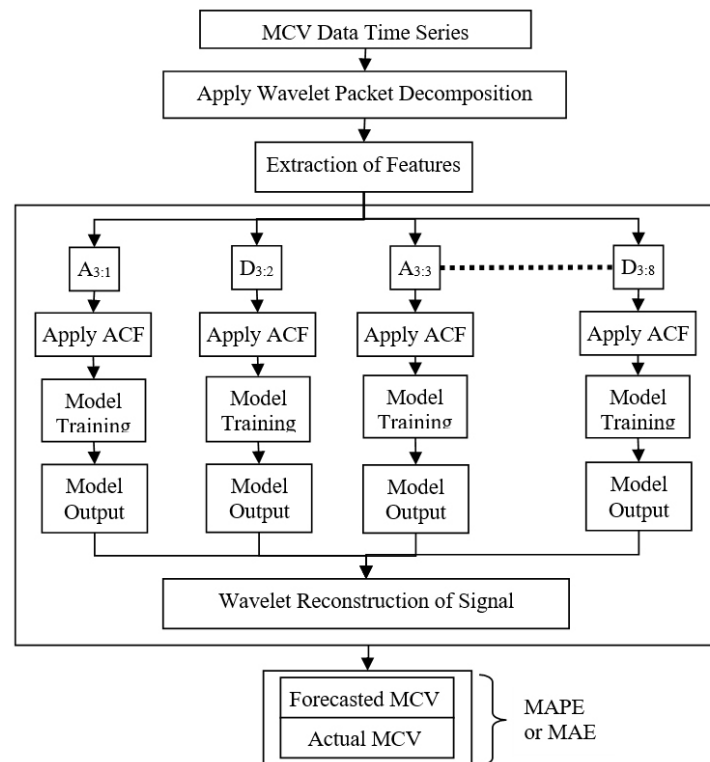 MCV Data Time Series
Apply Wavelet Packet Decomposition
Extraction of Features
A3:1
D3:2
A3:3
D3:8
Apply ACF
Apply ACF
Apply ACF
Apply ACF
Model
Training
Model
Training
Model
Training
Model
Training
Model
Output
Model
Output
Model
Output
Model
Output
Wavelet Reconstruction of Signal
Forecasted MCV
Actual MCV
MAPE
or MAE